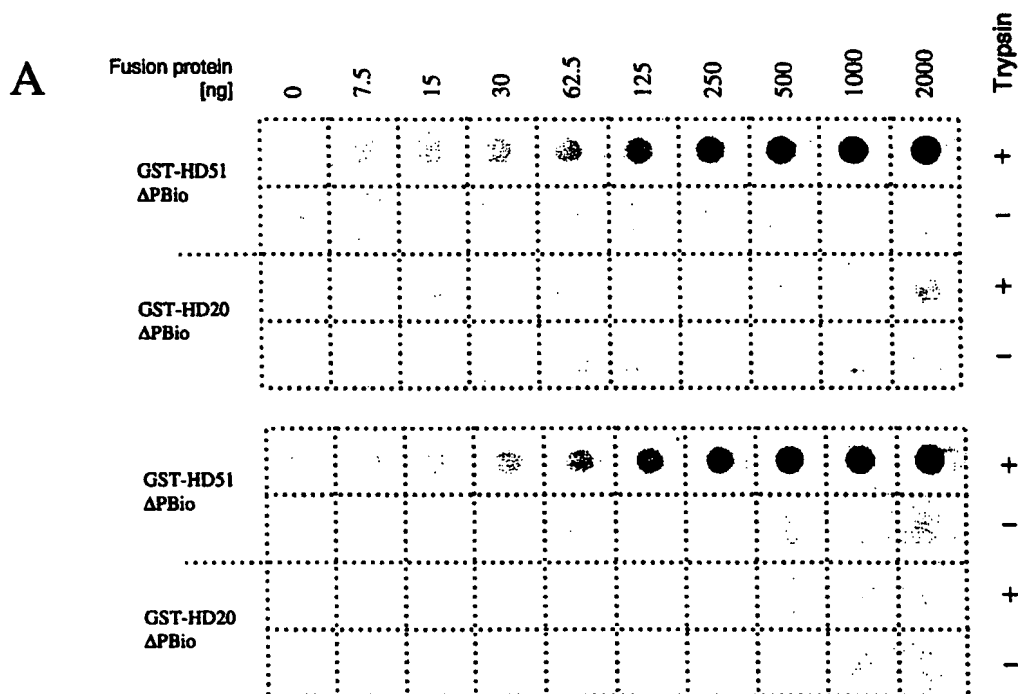 A
Fusion protein
[ng]
0 7.5 15 30 62.5 125 250 500 1000 2000
Trypsin
GST-HD51
ΔPBio
+
-
GST-HD20
ΔPBio
+
-
GST-HD51
ΔPBio
+
-
GST-HD20
ΔPBio
+
-